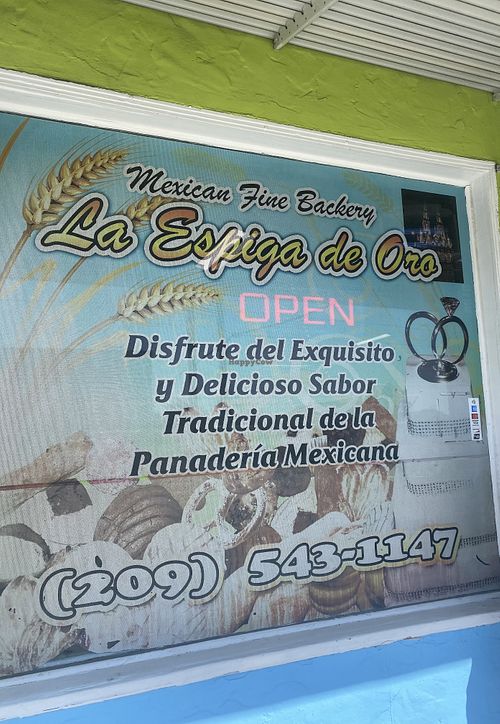 Mexican Fine Backery
La Espiga de Oro
OPEN
Disfrute del Exquisito
HappyCow
y Delicioso Sabor
Tradicional de la
Panadería Mexicana
(209) 543-1147